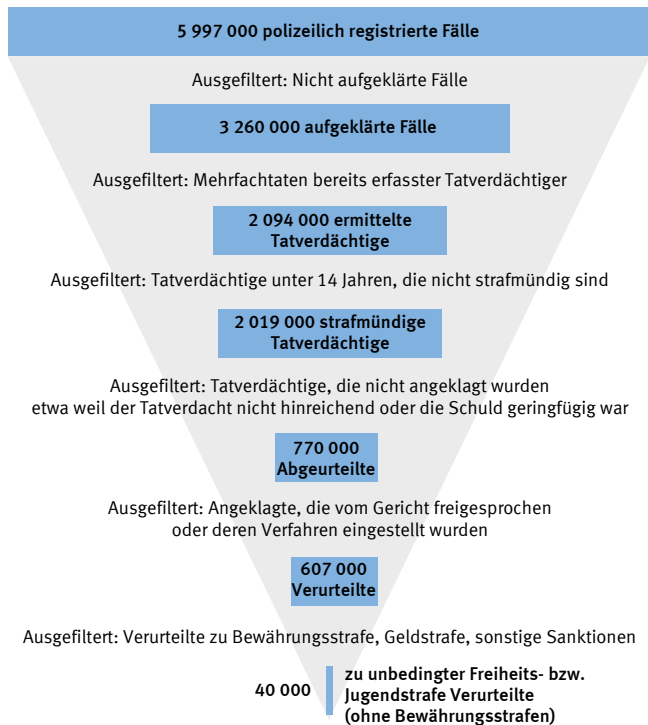 5 997 000 polizeilich registrierte Fälle
Ausgefiltert: Nicht aufgeklärte Fälle
3 260 000 aufgeklärte Fälle
Ausgefiltert: Mehrfachtaten bereits erfasster Tatverdächtiger
2 094 000 ermittelte
Tatverdächtige
Ausgefiltert: Tatverdächtige unter 14 Jahren, die nicht strafmündig sind
2 019 000 strafmündige
Tatverdächtige
Ausgefiltert: Tatverdächtige, die nicht angeklagt wurden
etwa weil der Tatverdacht nicht hinreichend oder die Schuld geringfügig war
770 000
Abgeurteilte
Ausgefiltert: Angeklagte, die vom Gericht freigesprochen
oder deren Verfahren eingestellt wurden
607 000
Verurteilte
Ausgefiltert: Verurteilte zu Bewährungsstrafe, Geldstrafe, sonstige Sanktionen
40 000
zu unbedingter Freiheits- bzw.
Jugendstrafe Verurteilte
(ohne Bewährungsstrafen)